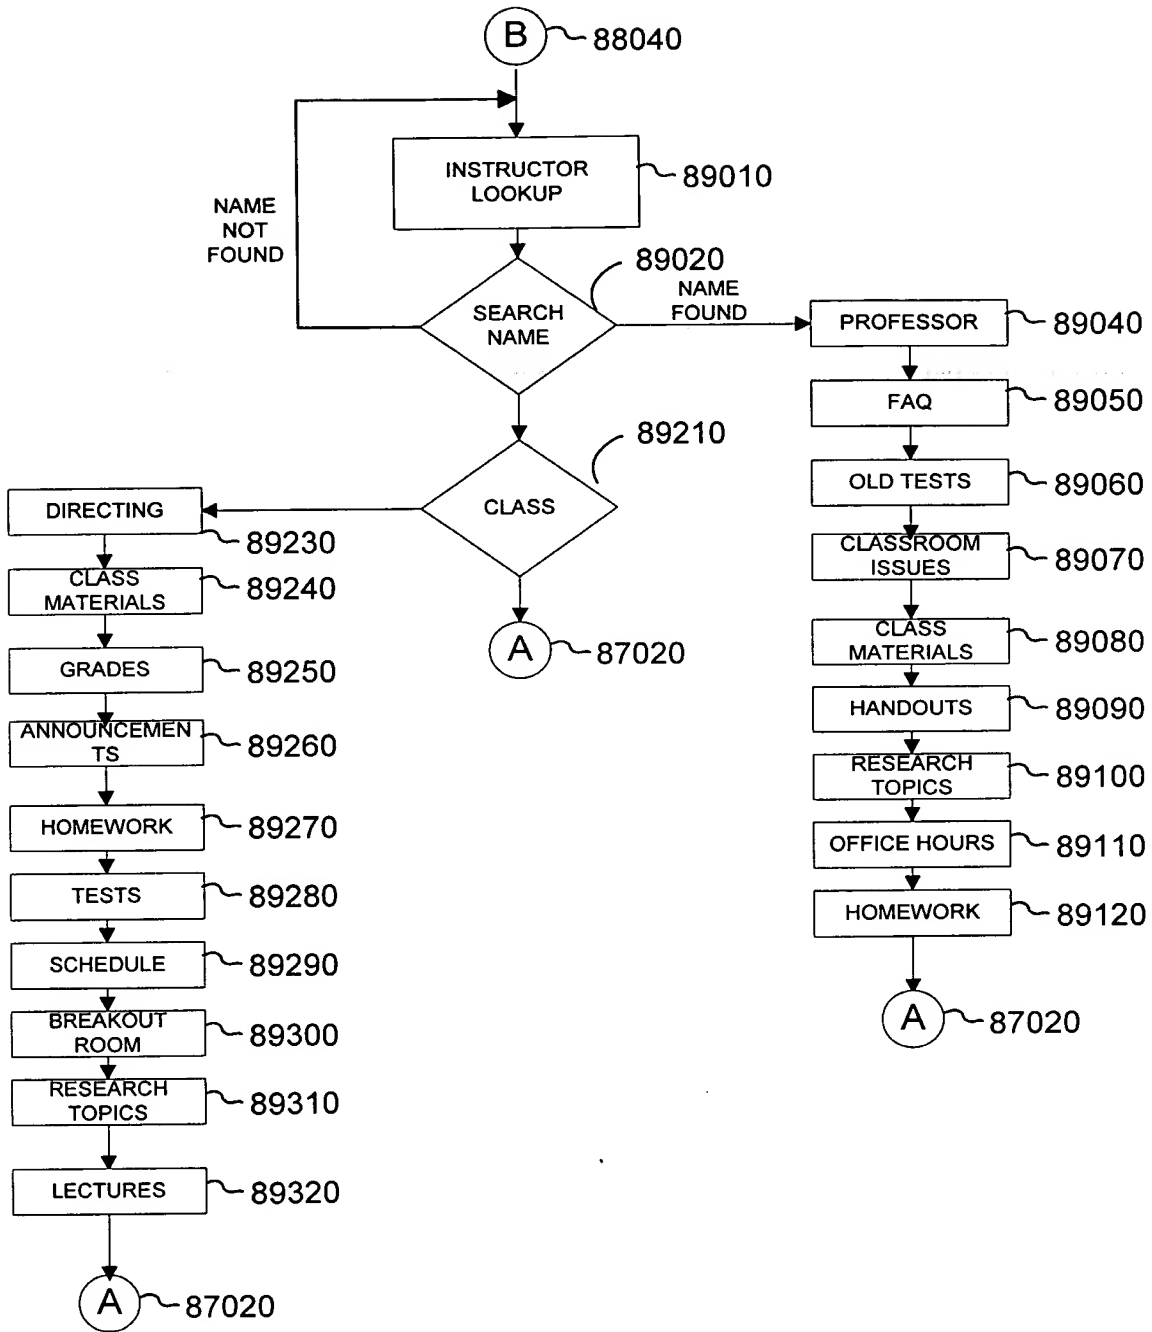 B
88040
INSTRUCTOR
LOOKUP
89010
NAME
NOT
FOUND
89020
SEARCH
NAME
NAME
FOUND
PROFESSOR
89040
FAQ
89050
OLD TESTS
89060
CLASSROOM
ISSUES
89070
CLASS
MATERIALS
89080
HANDOUTS
89090
RESEARCH
TOPICS
89100
OFFICE HOURS
89110
HOMEWORK
89120
A
87020
89210
CLASS
A
87020
DIRECTING
89230
CLASS
MATERIALS
89240
GRADES
89250
ANNOUNCEMEN
TS
89260
HOMEWORK
89270
TESTS
89280
SCHEDULE
89290
BREAKOUT
ROOM
89300
RESEARCH
TOPICS
89310
LECTURES
89320
A
87020